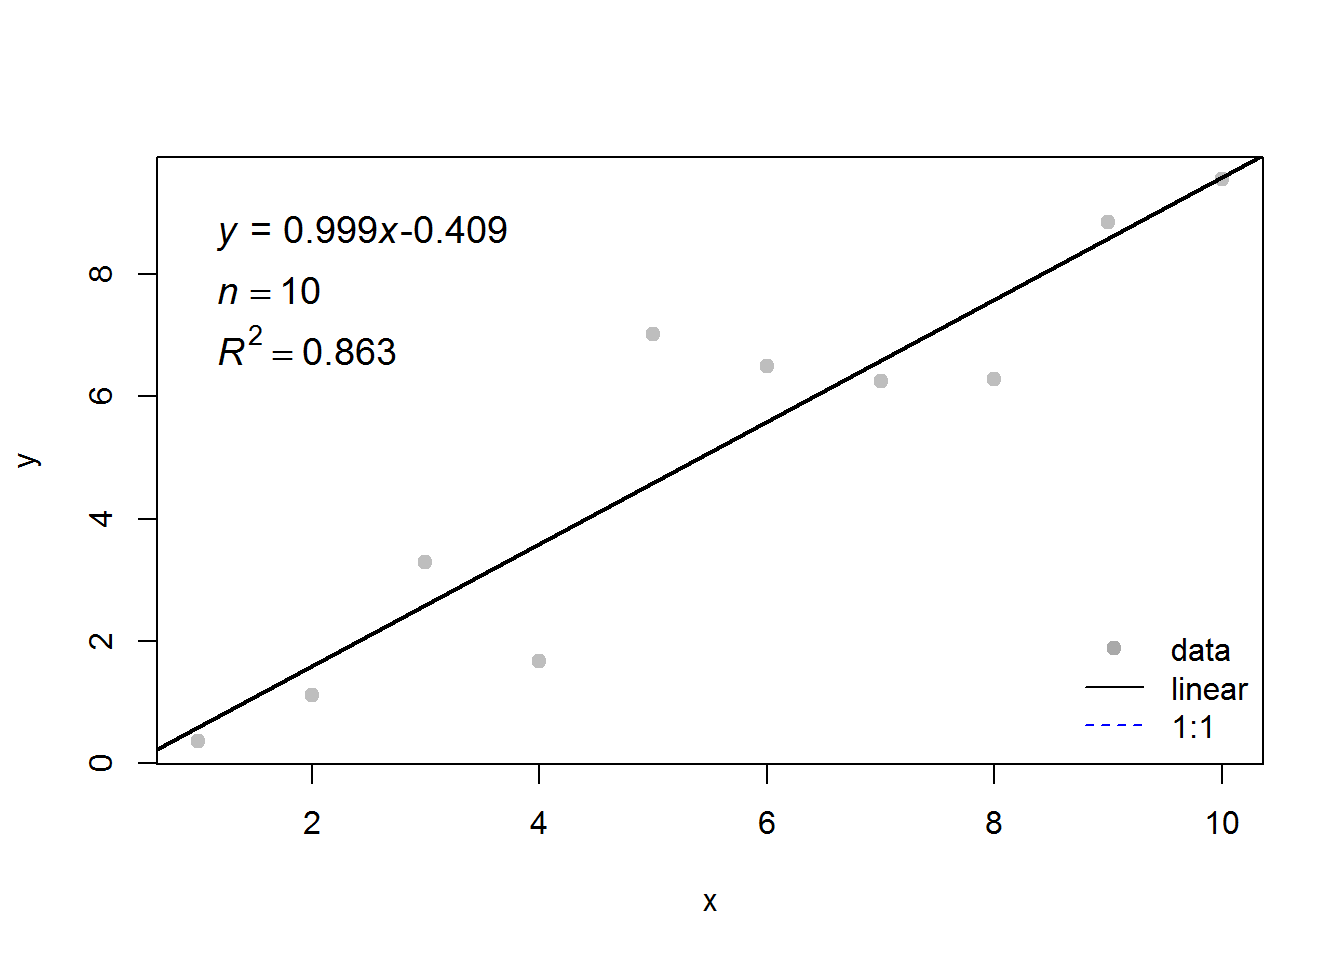 y = 0.999x-0.409
n = 10
R² = 0.863
8
6
4
2
0
y
data
linear
1:1
2 4 6 8 10
x